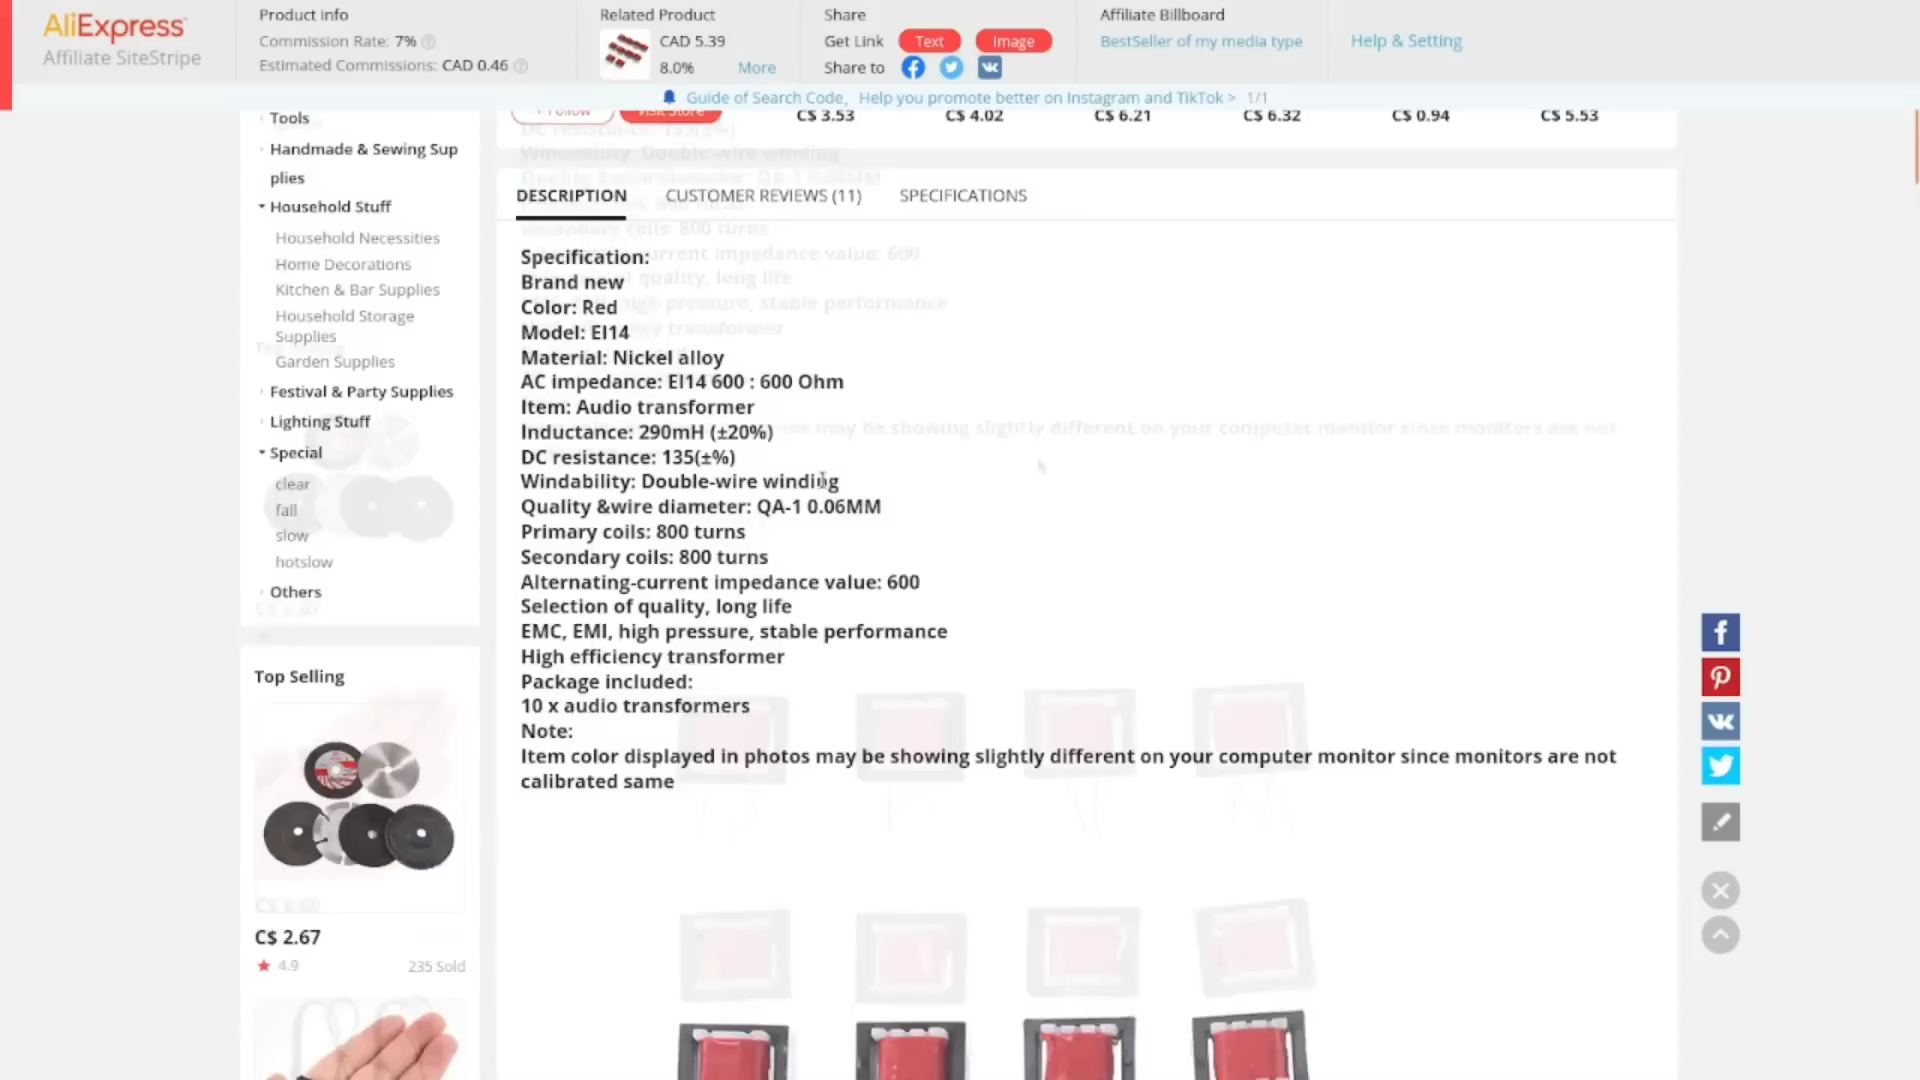 AliExpress
Affiliate SiteStripe
Product info
Commission Rate: 7%
Estimated Commissions: CAD 0.46
Related Product
CAD 5.39
8.0%
More
Share
Get Link
Text
Image
Share to
Affiliate Billboard
BestSeller of my media type
Help & Setting
Guide of Search Code, Help you promote better on Instagram and TikTok > 1/1
Tools
Handmade & Sewing Sup
plies
Household Stuff
Household Necessities
Home Decorations
Kitchen & Bar Supplies
Household Storage
Supplies
Garden Supplies
Festival & Party Supplies
Lighting Stuff
Special
clear
fall
slow
hotslow
Others
Top Selling
C$ 2.67
4.9
235 Sold
+ Follow
Visit Store
C$ 3.53
C$ 4.02
C$ 6.21
C$ 6.32
C$ 0.94
C$ 5.53
DESCRIPTION
CUSTOMER REVIEWS (11)
SPECIFICATIONS
Specification:
Brand new
Color: Red
Model: EI14
Material: Nickel alloy
AC impedance: EI14 600 : 600 Ohm
Item: Audio transformer
Inductance: 290mH (±20%)
DC resistance: 135(±%)
Windability: Double-wire winding
Quality &wire diameter: QA-1 0.06MM
Primary coils: 800 turns
Secondary coils: 800 turns
Alternating-current impedance value: 600
Selection of quality, long life
EMC, EMI, high pressure, stable performance
High efficiency transformer
Package included:
10 x audio transformers
Note:
Item color displayed in photos may be showing slightly different on your computer monitor since monitors are not
calibrated same